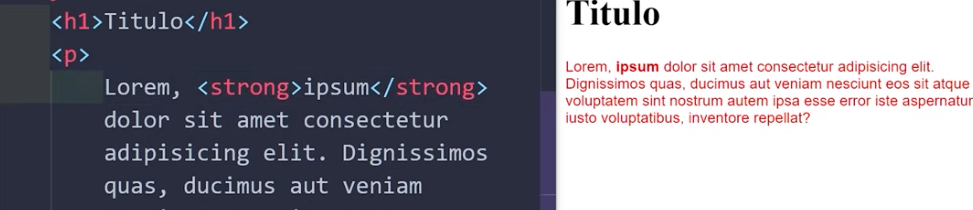 <h1>Titulo</h1>
<p>
Lorem, <strong>ipsum</strong>
dolor sit amet consectetur
adipisicing elit. Dignissimos
quas, ducimus aut veniam
Titulo
Lorem, ipsum dolor sit amet consectetur adipisicing elit.
Dignissimos quas, ducimus aut veniam nesciunt eos sit atque
voluptatem sint nostrum autem ipsa esse error iste aspernatur
iusto voluptatibus, inventore repellat?